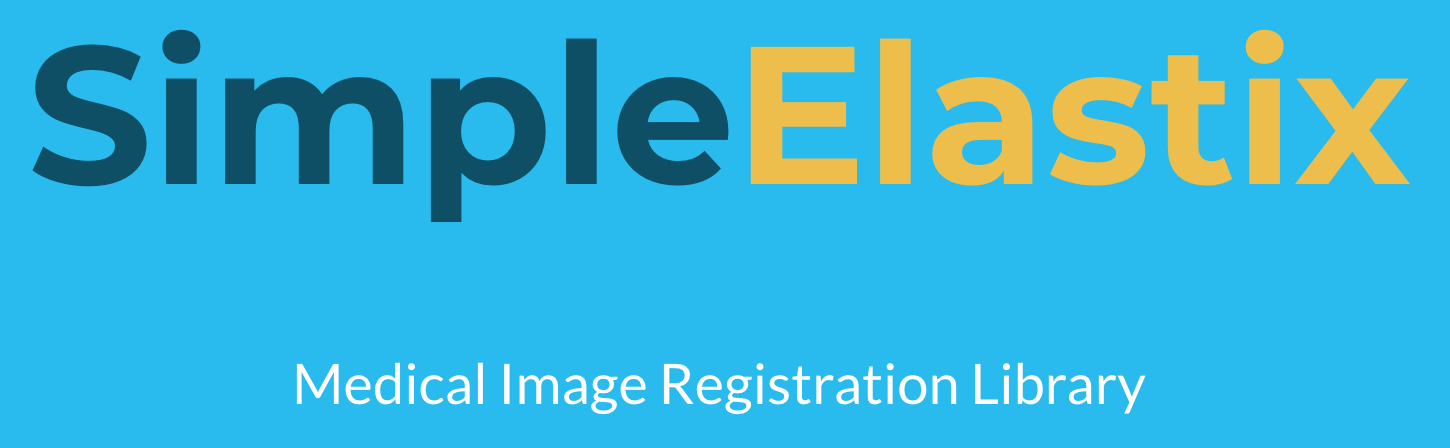 SimpleElastix
Medical Image Registration Library